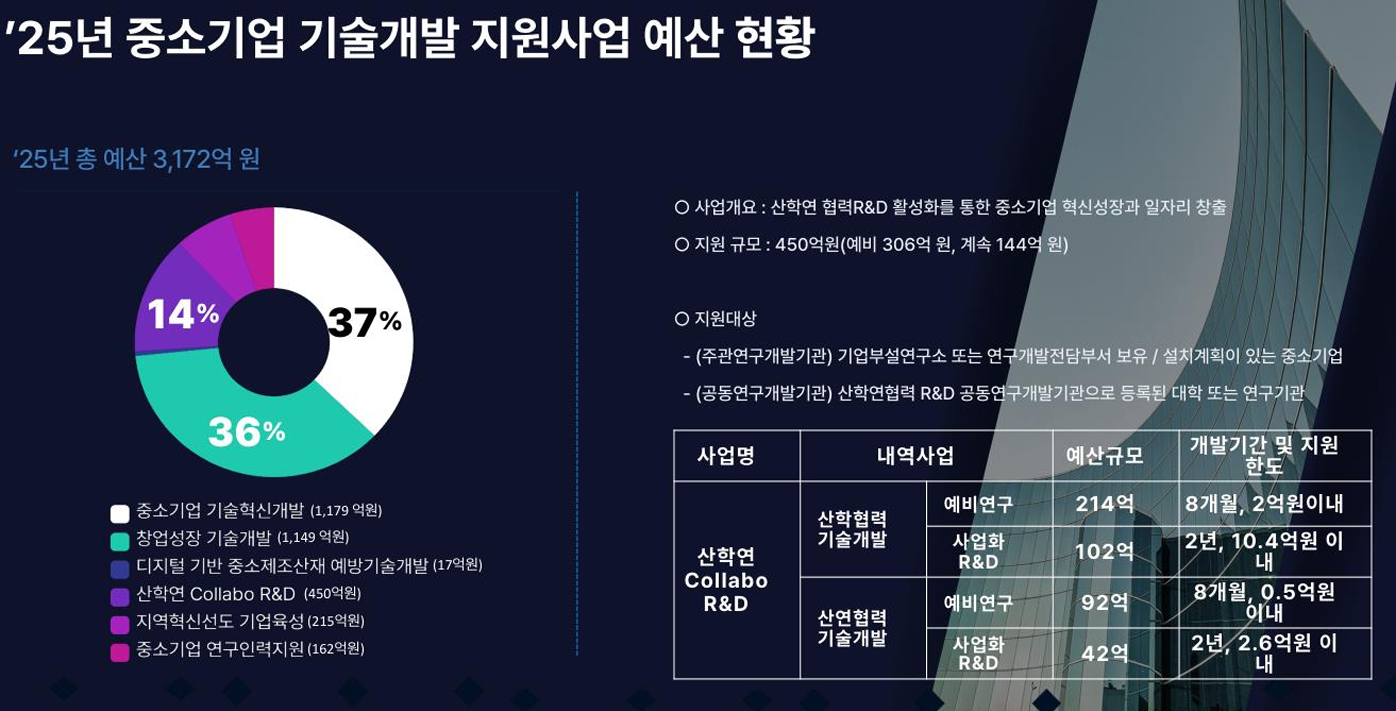 ’25년 중소기업 기술개발 지원사업 예산 현황
‘25년 총 예산 3,172억 원
37%
14%
36%
중소기업 기술혁신개발 (1,179 억원)
창업성장 기술개발 (1,149 억원)
디지털 기반 중소제조산재 예방기술개발 (17억원)
산학연 Collabo R&D (450억원)
지역혁신선도 기업육성 (215억원)
중소기업 연구인력지원 (162억원)
○ 사업개요 : 산학연 협력R&D 활성화를 통한 중소기업 혁신성장과 일자리 창출
○ 지원 규모 : 450억원(예비 306억 원, 계속 144억 원)
○ 지원대상
- (주관연구개발기관) 기업부설연구소 또는 연구개발전담부서 보유 / 설치계획이 있는 중소기업
- (공동연구개발기관) 산학연협력 R&D 공동연구개발기관으로 등록된 대학 또는 연구기관
사업명
내역사업
예산규모
개발기간 및 지원
한도
산학연
Collabo
R&D
산학협력
기술개발
예비연구
214억
8개월, 2억원이내
사업화
R&D
102억
2년, 10.4억원 이
내
산연협력
기술개발
예비연구
92억
8개월, 0.5억원
이내
사업화
R&D
42억
2년, 2.6억원 이
내